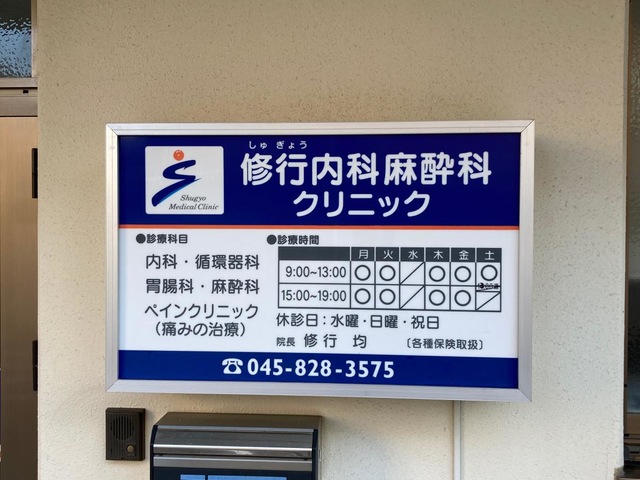 しゅ ぎょう
修行内科麻酔科
クリニック
Shugyo
Medical Clinic
●診療科目
内科・循環器科
胃腸科・麻酔科
ペインクリニック
(痛みの治療)
●診療時間
月 火 水 木 金 土
9:00~13:00 ○ ○ ／ ○ ○ ○
15:00~19:00 ○ ○ ／ ○ ○ ／
休診日：水曜・日曜・祝日
院長 修行 均 〔各種保険取扱〕
☎045-828-3575